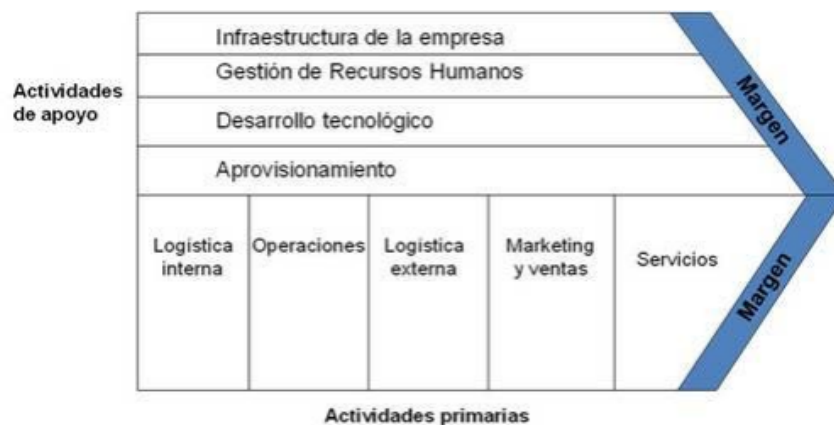 Infraestructura de la empresa
Gestión de Recursos Humanos
Actividades
de apoyo
Desarrollo tecnológico
Aprovisionamiento
Margen
Logística
interna
Operaciones
Logística
externa
Marketing
y ventas
Servicios
Margen
Actividades primarias